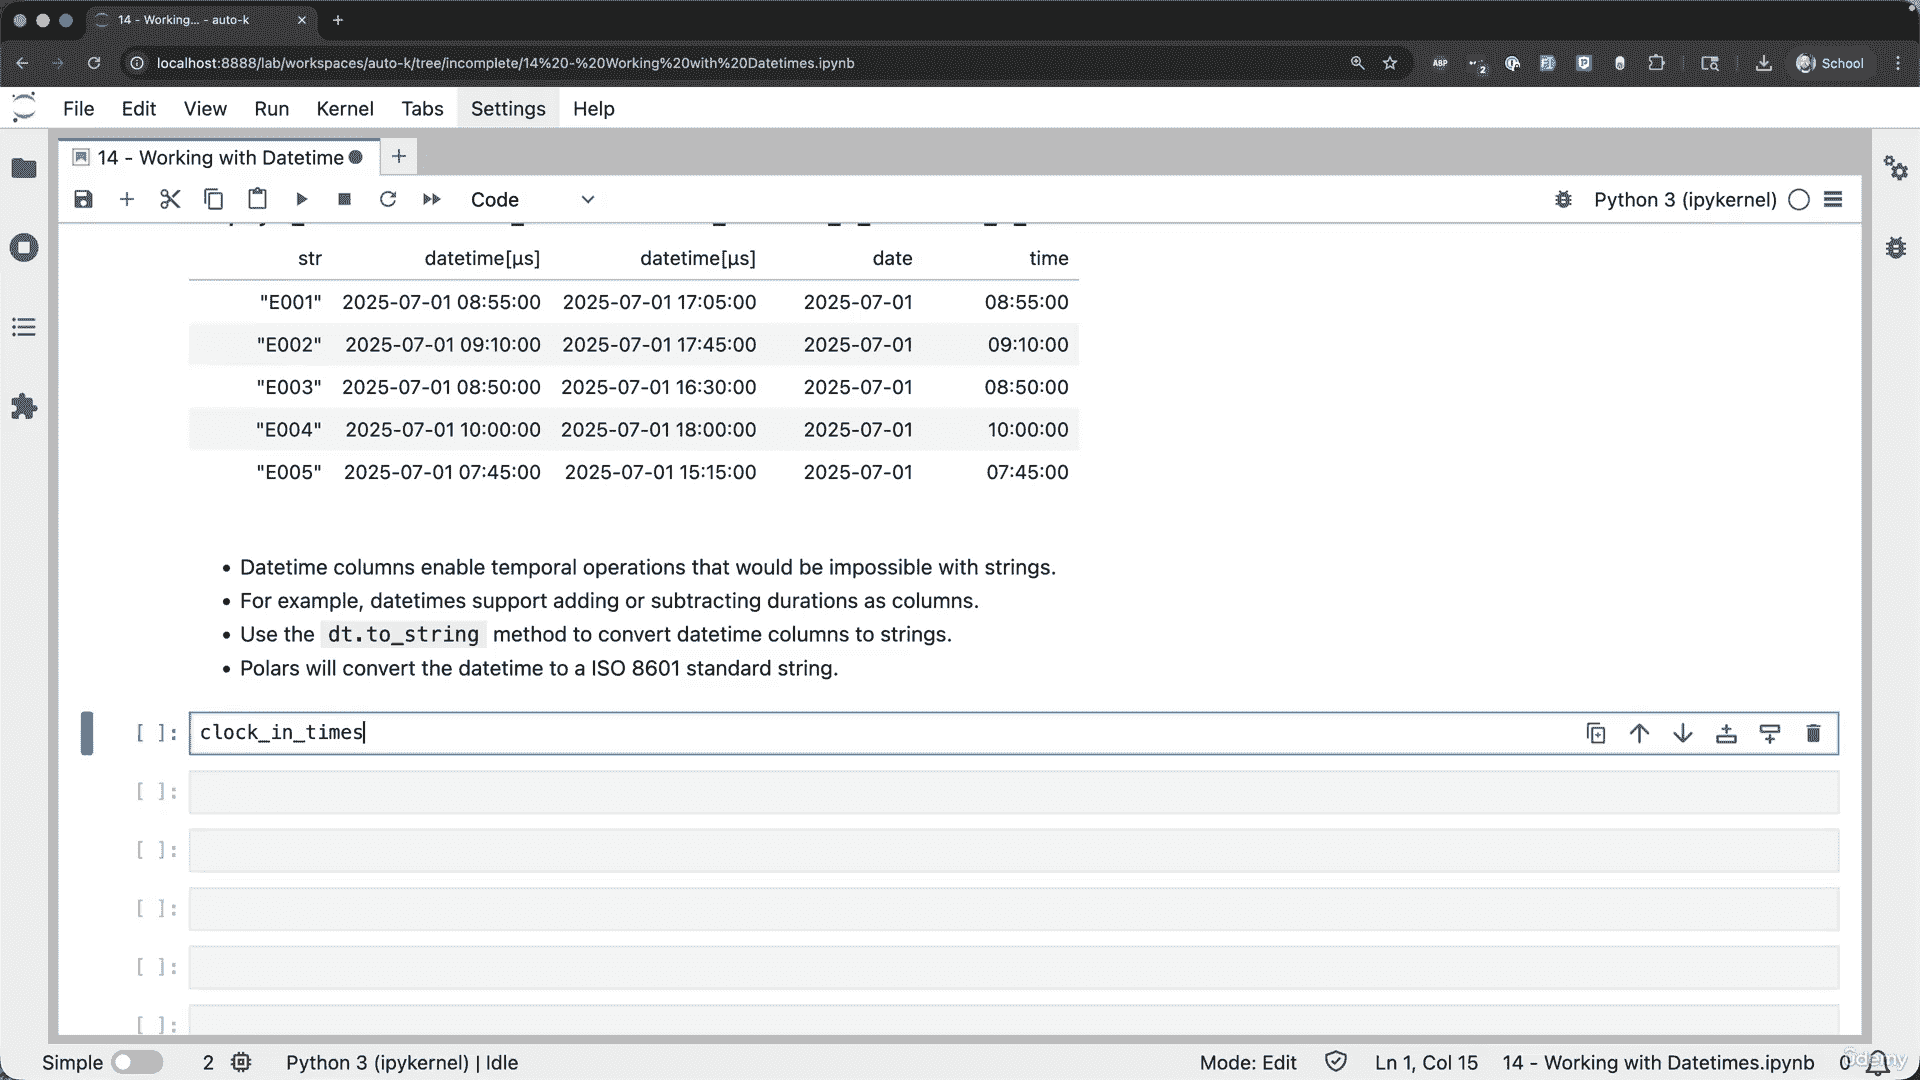 14 - Working... - auto-k
localhost:8888/lab/workspaces/auto-k/tree/incomplete/14%20-%20Working%20with%20Datetimes.ipynb
ABP
2
School
File Edit View Run Kernel Tabs Settings Help
14 - Working with Datetime
Code
Python 3 (ipykernel)
str datetime[μs] datetime[μs] date time
"E001" 2025-07-01 08:55:00 2025-07-01 17:05:00 2025-07-01 08:55:00
"E002" 2025-07-01 09:10:00 2025-07-01 17:45:00 2025-07-01 09:10:00
"E003" 2025-07-01 08:50:00 2025-07-01 16:30:00 2025-07-01 08:50:00
"E004" 2025-07-01 10:00:00 2025-07-01 18:00:00 2025-07-01 10:00:00
"E005" 2025-07-01 07:45:00 2025-07-01 15:15:00 2025-07-01 07:45:00
• Datetime columns enable temporal operations that would be impossible with strings.
• For example, datetimes support adding or subtracting durations as columns.
• Use the dt.to_string method to convert datetime columns to strings.
• Polars will convert the datetime to a ISO 8601 standard string.
[ ]: clock_in_times
[ ]:
[ ]:
[ ]:
[ ]:
[ ]:
Simple 2 Python 3 (ipykernel) | Idle Mode: Edit Ln 1, Col 15 14 - Working with Datetimes.ipynb 0
udemy